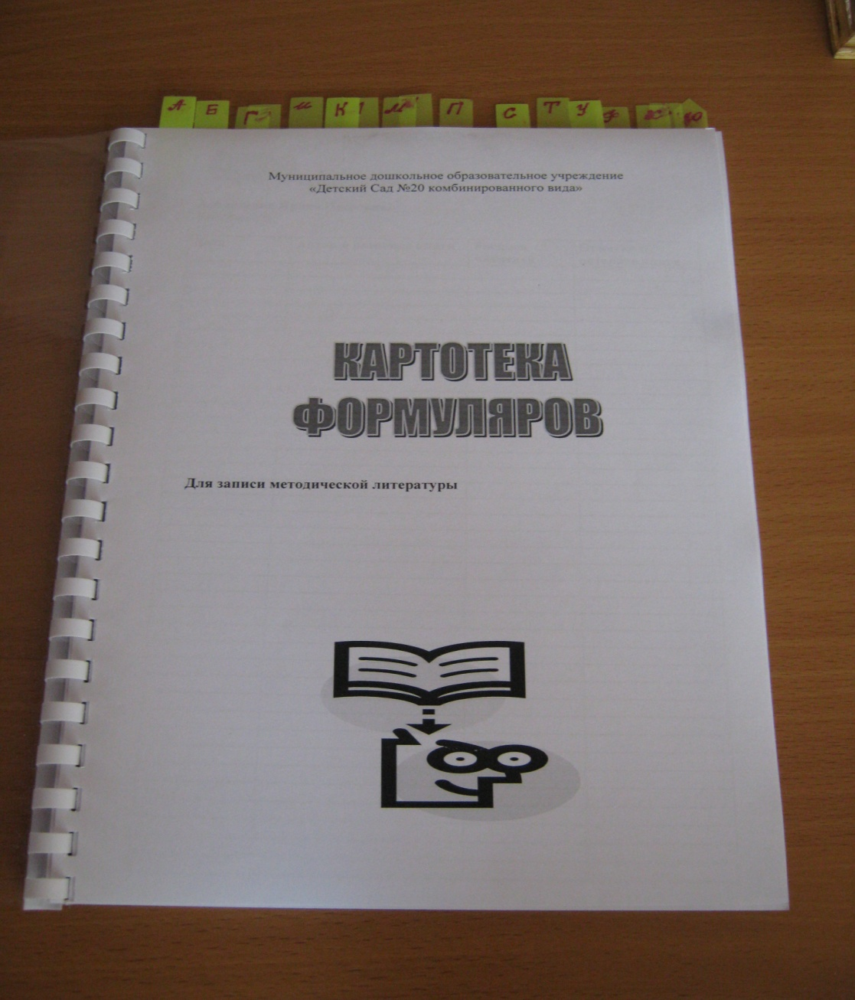 А Б Г И К М П С Т У Ф Ю
Муниципальное дошкольное образовательное учреждение
«Детский Сад №20 комбинированного вида»
КАРТОТЕКА
ФОРМУЛЯРОВ
Для записи методической литературы